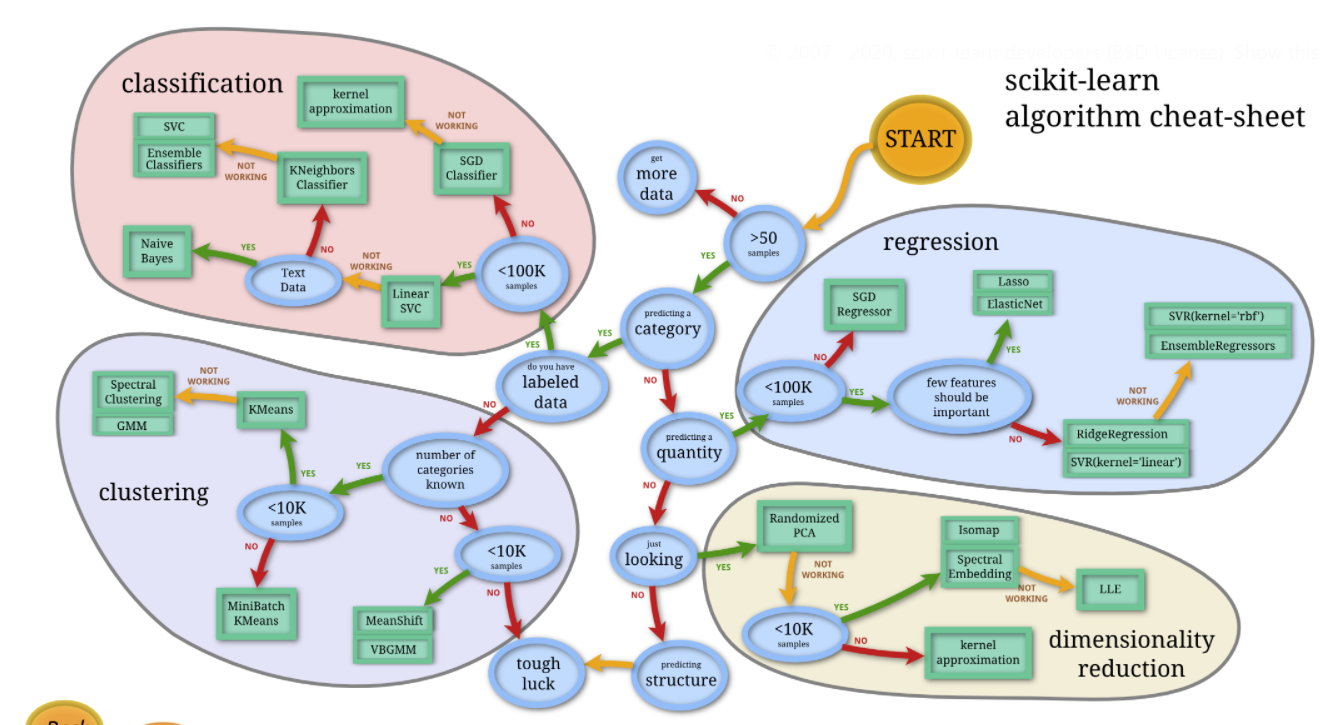 scikit-learn
algorithm cheat-sheet
START
>50
samples
NO
get
more
data
YES
predicting a
category
YES
do you have
labeled
data
YES
NO
NO
predicting a
quantity
YES
NO
just
looking
YES
NO
predicting
structure
tough
luck
classification
<100K
samples
NO
SGD
Classifier
NOT
WORKING
kernel
approximation
YES
Linear
SVC
NOT
WORKING
Text
Data
YES
Naive
Bayes
NO
KNeighbors
Classifier
NOT
WORKING
SVC
Ensemble
Classifiers
clustering
number of
categories
known
YES
<10K
samples
YES
KMeans
NOT
WORKING
Spectral
Clustering
GMM
NO
MiniBatch
KMeans
NO
<10K
samples
YES
MeanShift
VBGMM
NO
regression
<100K
samples
NO
SGD
Regressor
YES
few features
should be
important
YES
Lasso
ElasticNet
NO
RidgeRegression
SVR(kernel='linear')
NOT
WORKING
SVR(kernel='rbf')
EnsembleRegressors
dimensionality
reduction
Randomized
PCA
NOT
WORKING
<10K
samples
YES
Isomap
Spectral
Embedding
NOT
WORKING
LLE
NO
kernel
approximation